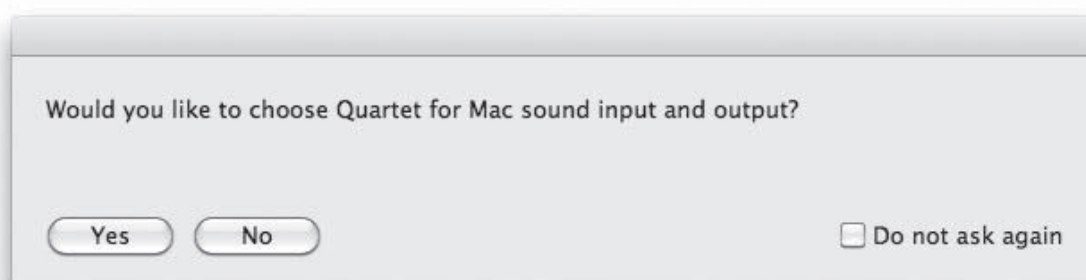 Would you like to choose Quartet for Mac sound input and output?
Yes No Do not ask again